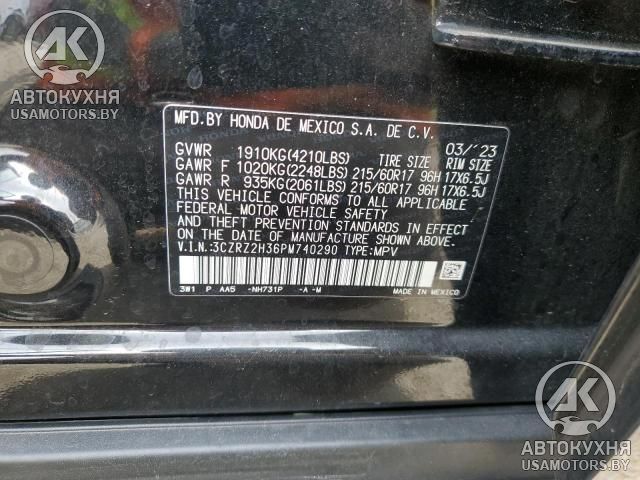 AK
АВТОКУХНЯ
USAMOTORS.BY
MFD.BY HONDA DE MEXICO S.A. DE C.V.
03/'23
GVWR 1910KG(4210LBS) TIRE SIZE RIM SIZE
GAWR F 1020KG(2248LBS) 215/60R17 96H 17X6.5J
GAWR R 935KG(2061LBS) 215/60R17 96H 17X6.5J
THIS VEHICLE CONFORMS TO ALL APPLICABLE
FEDERAL MOTOR VEHICLE SAFETY
AND THEFT PREVENTION STANDARDS IN EFFECT
ON THE DATE OF MANUFACTURE SHOWN ABOVE.
V.I.N:3CZRZ2H36PM740290 TYPE:MPV
3W1 P AA5 -NH731P -A -M MADE IN MEXICO
AK
АВТОКУХНЯ
USAMOTORS.BY